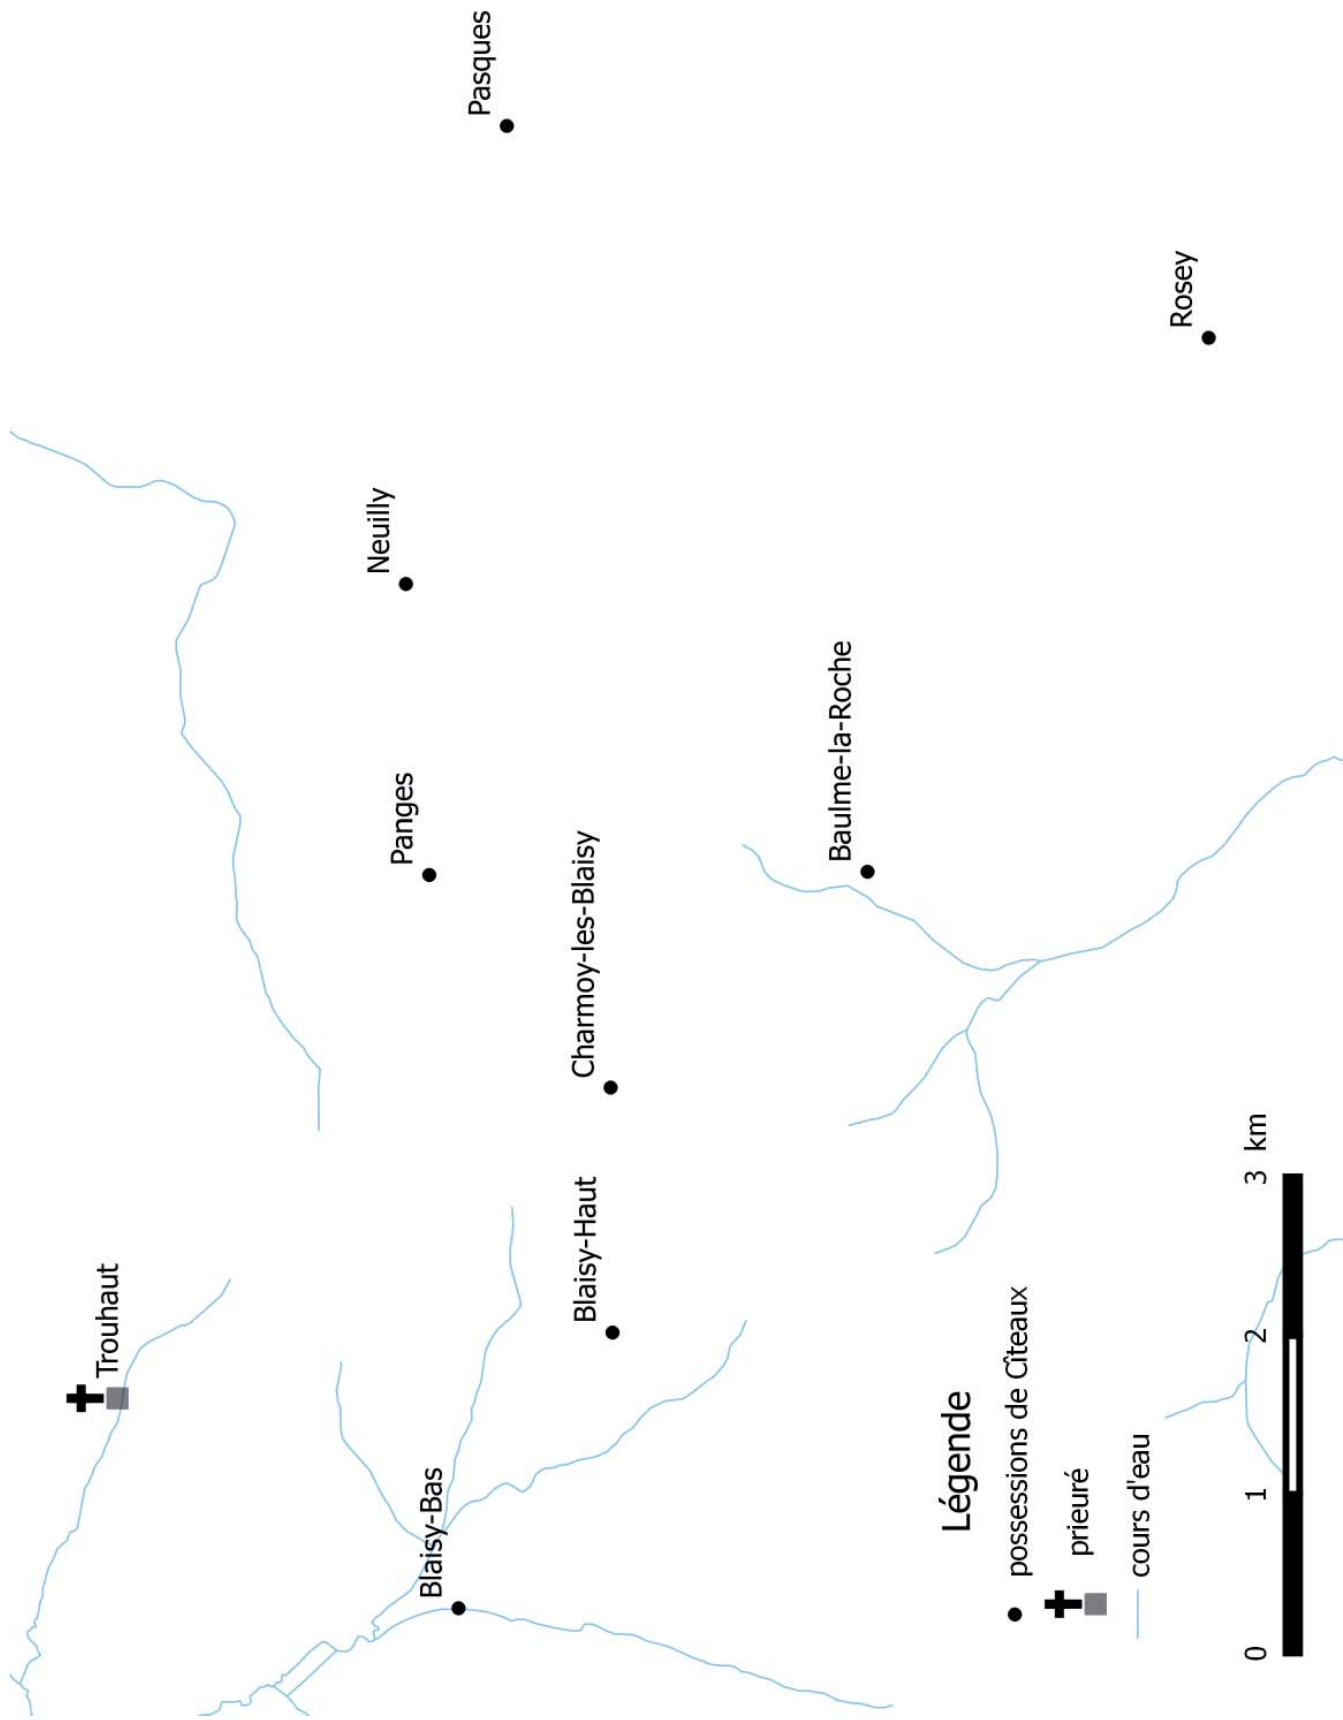 Trouhaut
Pasques
Neuilly
Panges
Blaisy-Bas
Blaisy-Haut
Charmoy-les-Blaisy
Baulme-la-Roche
Rosey
Légende
possessions de Cîteaux
prieuré
cours d'eau
0 1 2 3 km